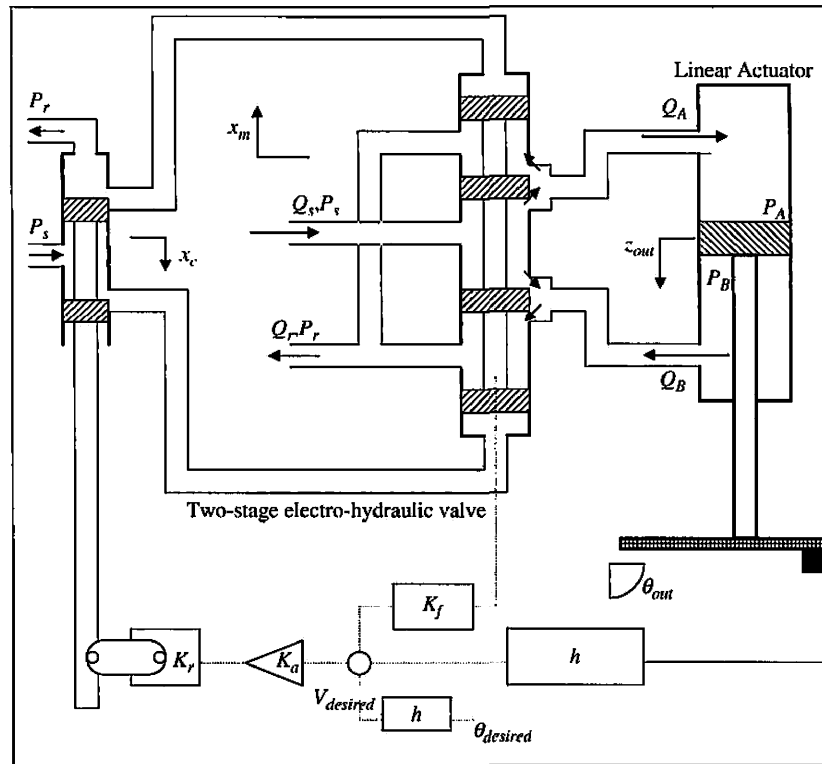 Linear Actuator
P_r
Q_A
x_m
Q_s,P_s
P_s
x_c
z_out
P_A
P_B
Q_r,P_r
Q_B
Two-stage electro-hydraulic valve
θ_out
K_f
K_r
K_a
h
V_desired
h
θ_desired